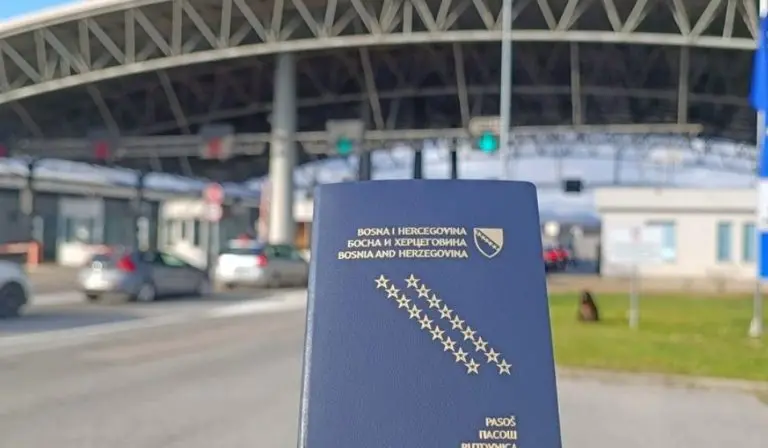 BOSNA I HERCEGOVINA
БОСНА И ХЕРЦЕГОВИНА
BOSNIA AND HERZEGOVINA
PASOŠ
ПАСОШ
PUTOVNICA